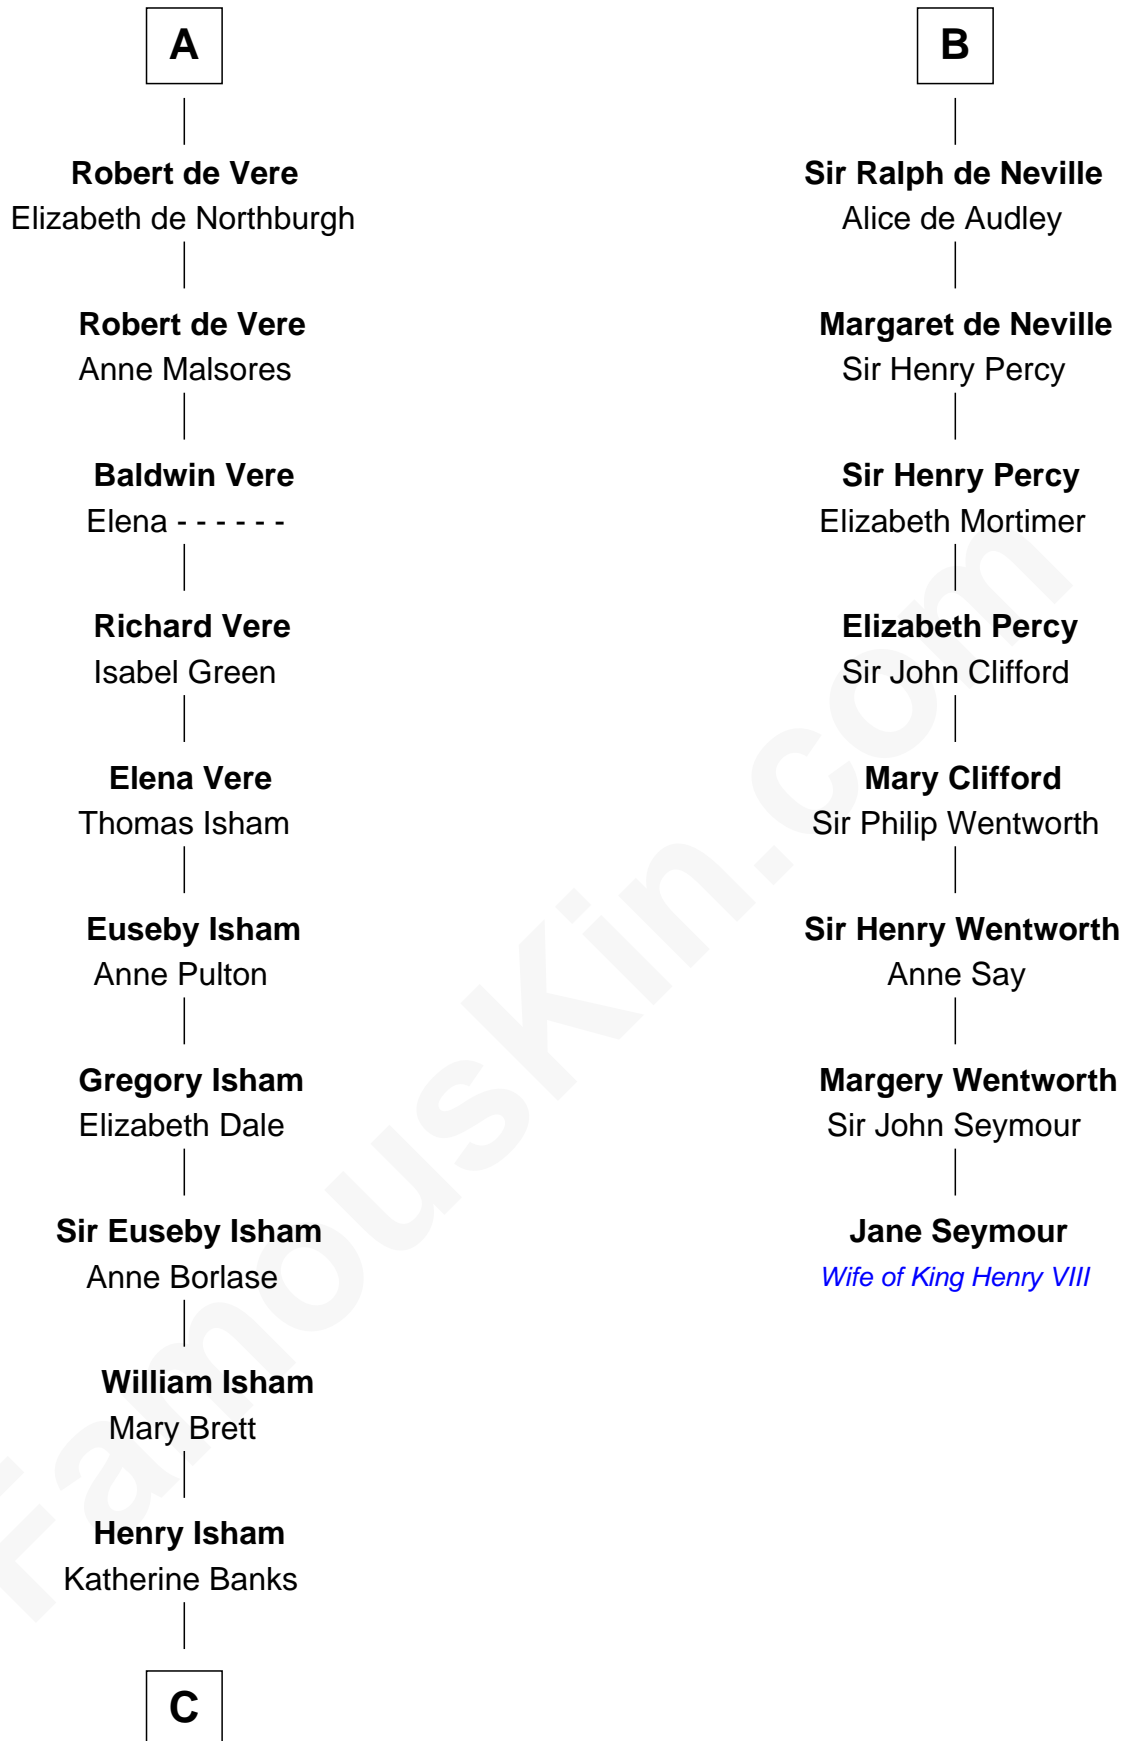 A
Robert de Vere
Elizabeth de Northburgh
Robert de Vere
Anne Malsores
Baldwin Vere
Elena - - - - - -
Richard Vere
Isabel Green
Elena Vere
Thomas Isham
Euseby Isham
Anne Pulton
Gregory Isham
Elizabeth Dale
Sir Euseby Isham
Anne Borlase
William Isham
Mary Brett
Henry Isham
Katherine Banks
C
B
Sir Ralph de Neville
Alice de Audley
Margaret de Neville
Sir Henry Percy
Sir Henry Percy
Elizabeth Mortimer
Elizabeth Percy
Sir John Clifford
Mary Clifford
Sir Philip Wentworth
Sir Henry Wentworth
Anne Say
Margery Wentworth
Sir John Seymour
Jane Seymour
Wife of King Henry VIII
FamousKin.com